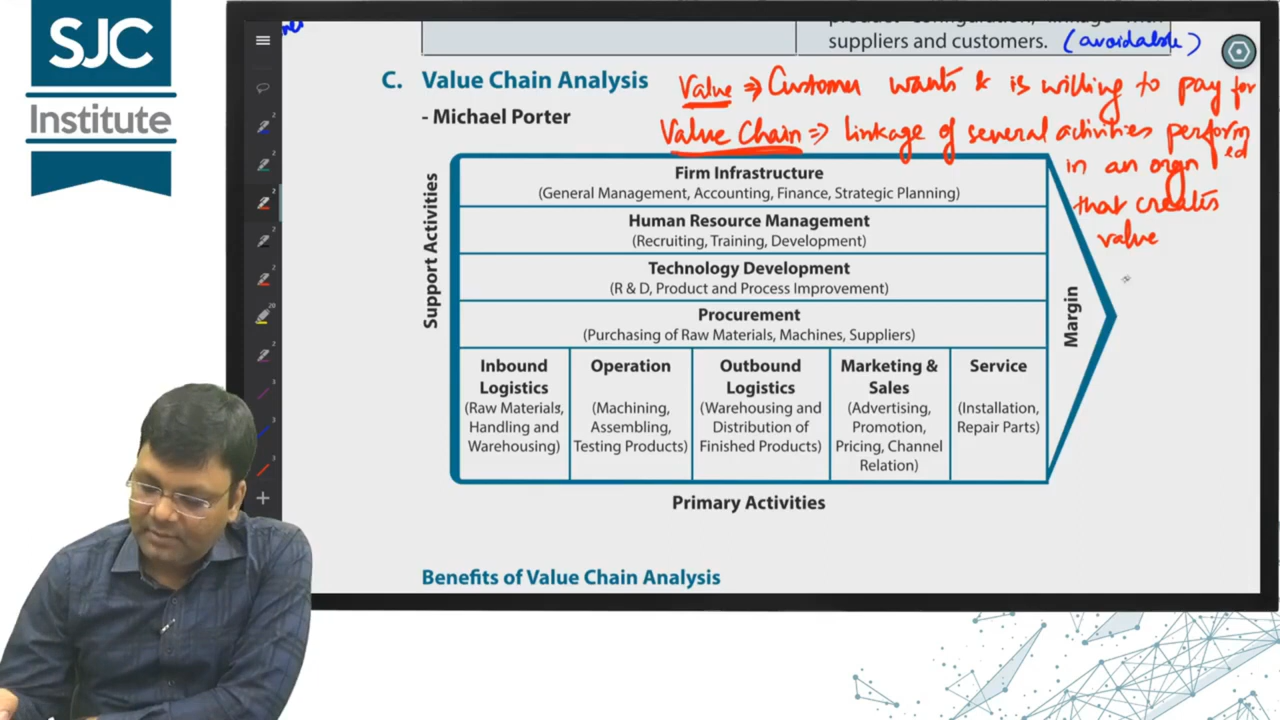 SJC
Institute
product configuration, linkage with
suppliers and customers. (avoidable)
C. Value Chain Analysis
- Michael Porter
Value ⇒ Customer wants & is willing to pay for
Value Chain ⇒ linkage of several activities performed
in an orgn
that creates
value
Support Activities
Firm Infrastructure
(General Management, Accounting, Finance, Strategic Planning)
Human Resource Management
(Recruiting, Training, Development)
Technology Development
(R & D, Product and Process Improvement)
Procurement
(Purchasing of Raw Materials, Machines, Suppliers)
Inbound
Logistics
(Raw Materials,
Handling and
Warehousing)
Operation
(Machining,
Assembling,
Testing Products)
Outbound
Logistics
(Warehousing and
Distribution of
Finished Products)
Marketing &
Sales
(Advertising,
Promotion,
Pricing, Channel
Relation)
Service
(Installation,
Repair Parts)
Margin
Primary Activities
Benefits of Value Chain Analysis